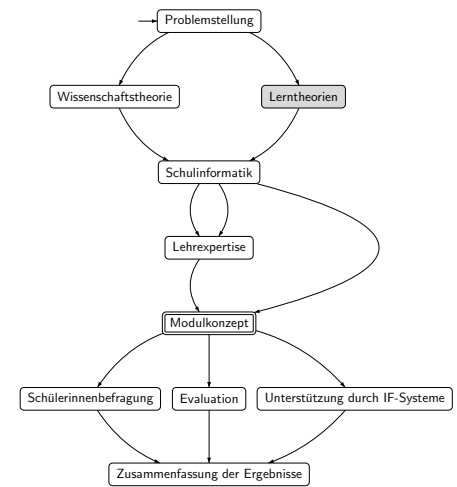 Problemstellung
Wissenschaftstheorie
Lerntheorien
Schulinformatik
Lehrexpertise
Modulkonzept
Schülerinnenbefragung
Evaluation
Unterstützung durch IF-Systeme
Zusammenfassung der Ergebnisse